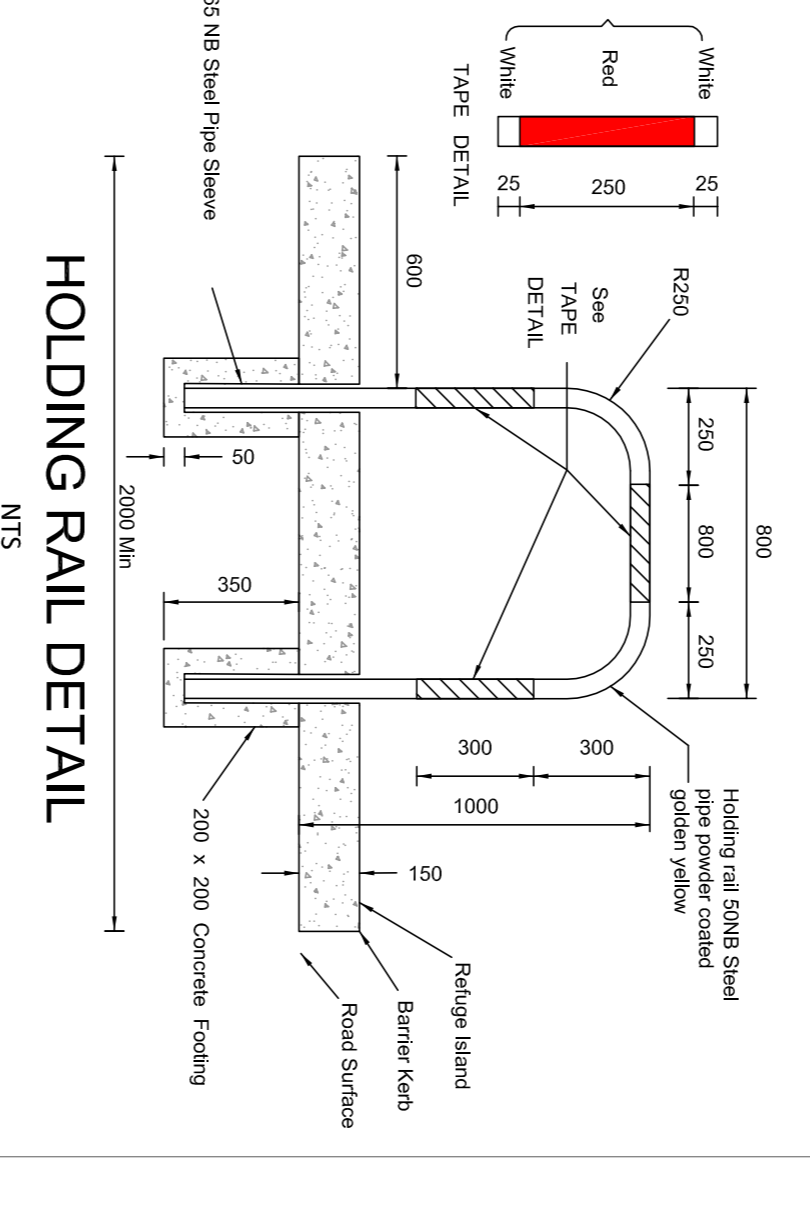 White
Red
White
TAPE DETAIL
25
250
25
65 NB Steel Pipe Sleeve
600
See
TAPE
DETAIL
R250
800
250
800
250
Holding rail 50NB Steel
pipe powder coated
golden yellow
300
300
1000
150
50
350
2000 Min
Refuge Island
Barrier Kerb
Road Surface
200 x 200 Concrete Footing
HOLDING RAIL DETAIL
NTS